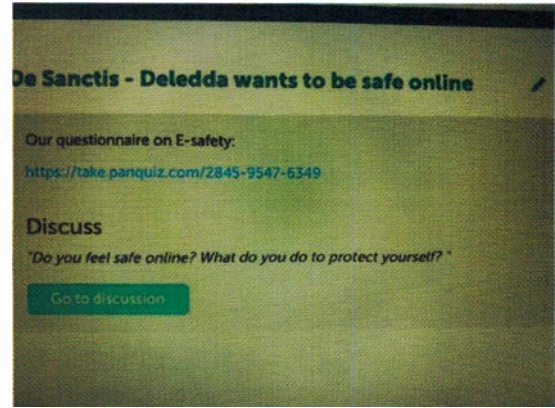 De Sanctis - Deledda wants to be safe online
Our questionnaire on E-safety:
https://take.panquiz.com/2845-9547-6349
Discuss
"Do you feel safe online? What do you do to protect yourself? "
Go to discussion